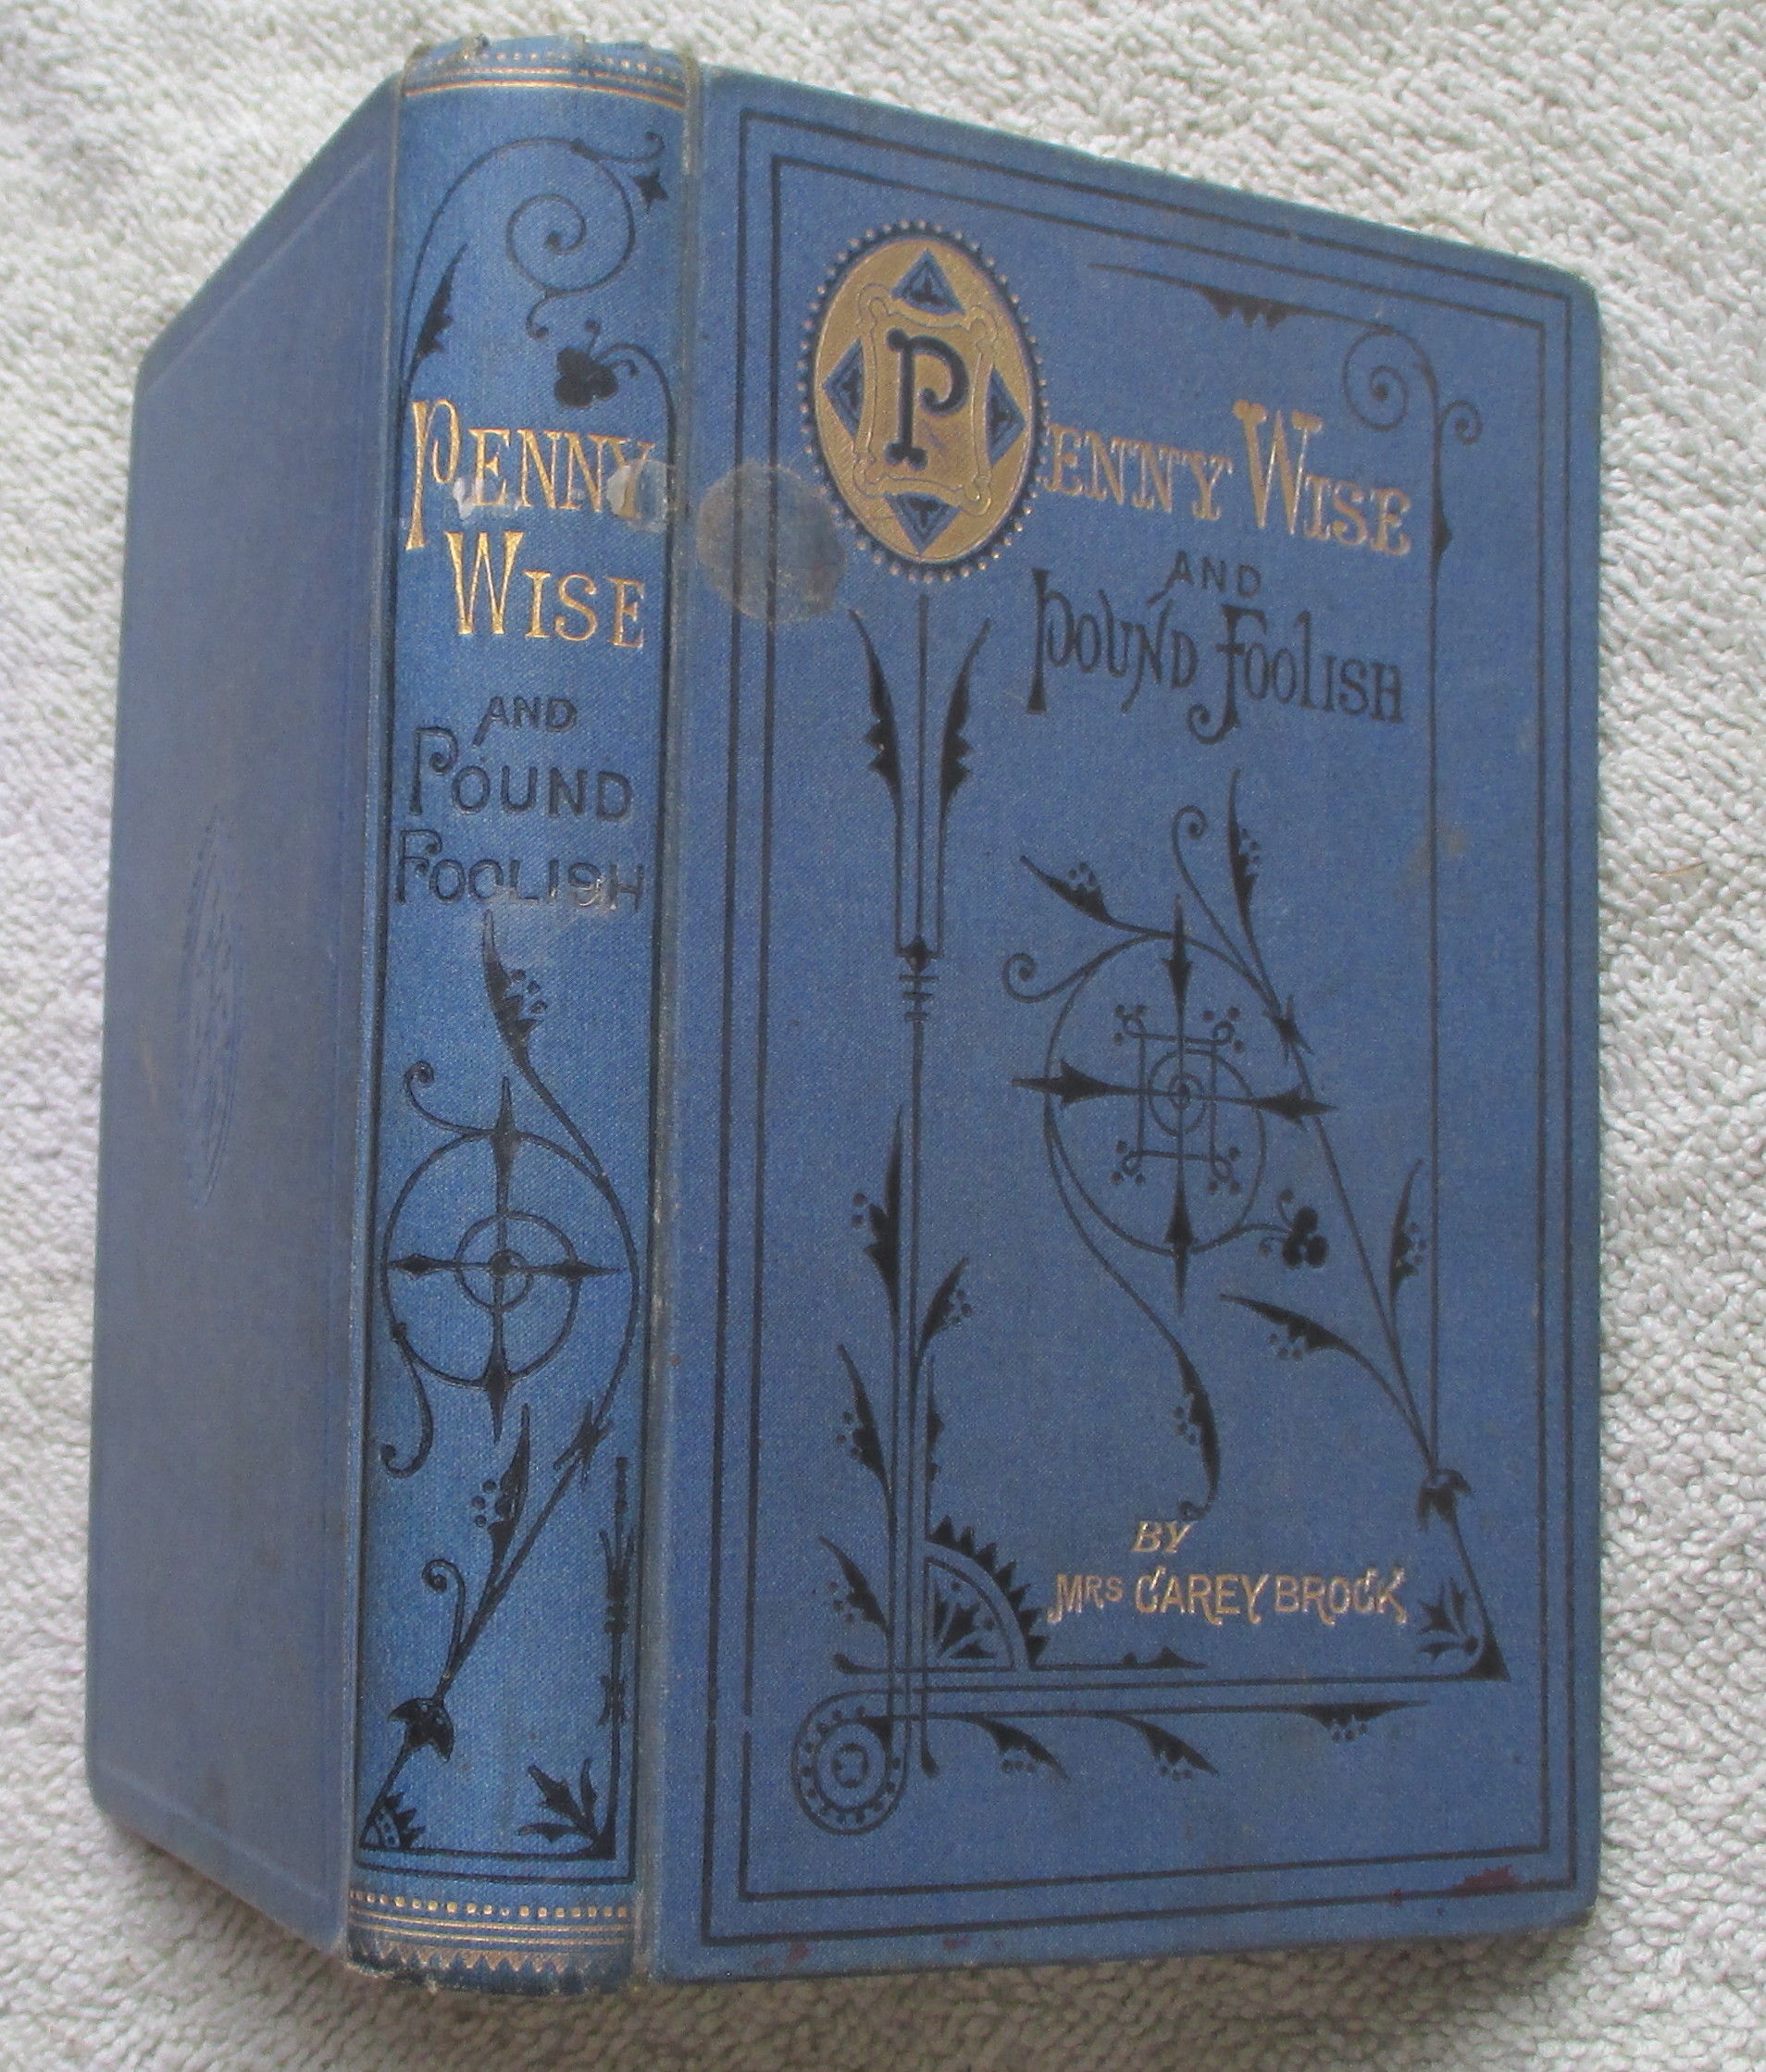 PENNY
WISE
AND
POUND
FOOLISH
PENNY WISE
AND
POUND FOOLISH
BY
MRS CAREY BROCK